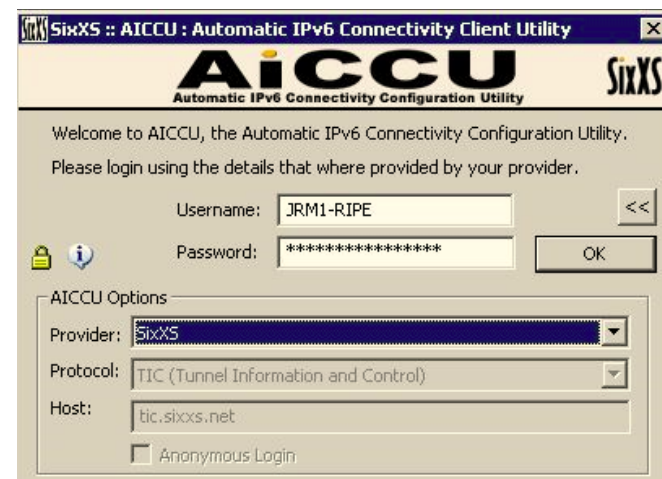 SixXS :: AICCU : Automatic IPv6 Connectivity Client Utility
AiCCU
Automatic IPv6 Connectivity Configuration Utility
SixXS
Welcome to AICCU, the Automatic IPv6 Connectivity Configuration Utility.
Please login using the details that where provided by your provider.
Username: JRM1-RIPE
<<
Password: ****************
OK
AICCU Options
Provider: SixXS
Protocol: TIC (Tunnel Information and Control)
Host: tic.sixxs.net
Anonymous Login